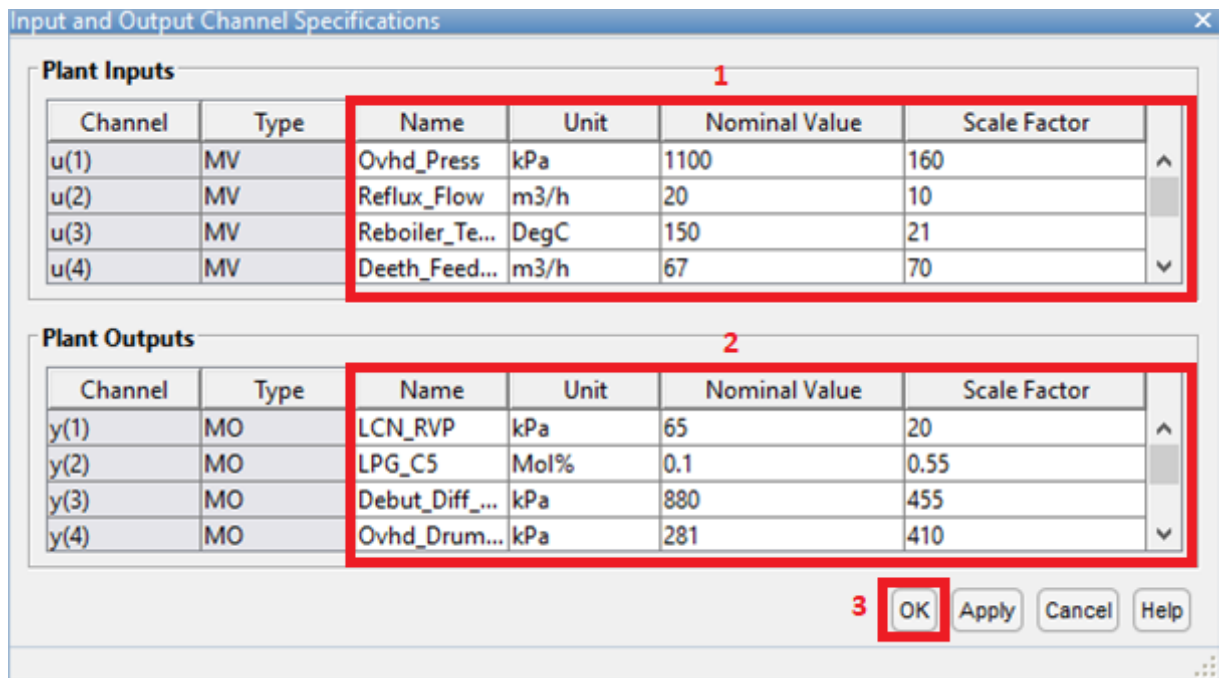 Input and Output Channel Specifications
Plant Inputs
1
Channel Type Name Unit Nominal Value Scale Factor
u(1) MV Ovhd_Press kPa 1100 160
u(2) MV Reflux_Flow m3/h 20 10
u(3) MV Reboiler_Te... DegC 150 21
u(4) MV Deeth_Feed... m3/h 67 70
Plant Outputs
2
Channel Type Name Unit Nominal Value Scale Factor
y(1) MO LCN_RVP kPa 65 20
y(2) MO LPG_C5 Mol% 0.1 0.55
y(3) MO Debut_Diff_... kPa 880 455
y(4) MO Ovhd_Drum... kPa 281 410
3 OK Apply Cancel Help